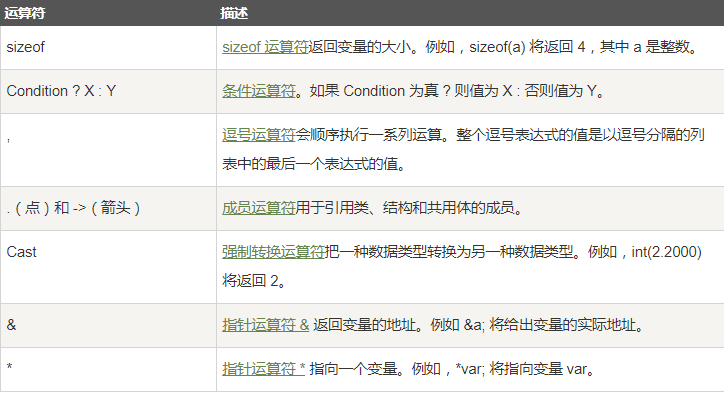 运算符 描述
sizeof sizeof 运算符返回变量的大小。例如，sizeof(a) 将返回 4，其中 a 是整数。
Condition ? X : Y 条件运算符。如果 Condition 为真 ? 则值为 X : 否则值为 Y。
, 逗号运算符会顺序执行一系列运算。整个逗号表达式的值是以逗号分隔的列
表中的最后一个表达式的值。
.（点）和 ->（箭头） 成员运算符用于引用类、结构和共用体的成员。
Cast 强制转换运算符把一种数据类型转换为另一种数据类型。例如，int(2.2000)
将返回 2。
& 指针运算符 & 返回变量的地址。例如 &a; 将给出变量的实际地址。
* 指针运算符 * 指向一个变量。例如，*var; 将指向变量 var。